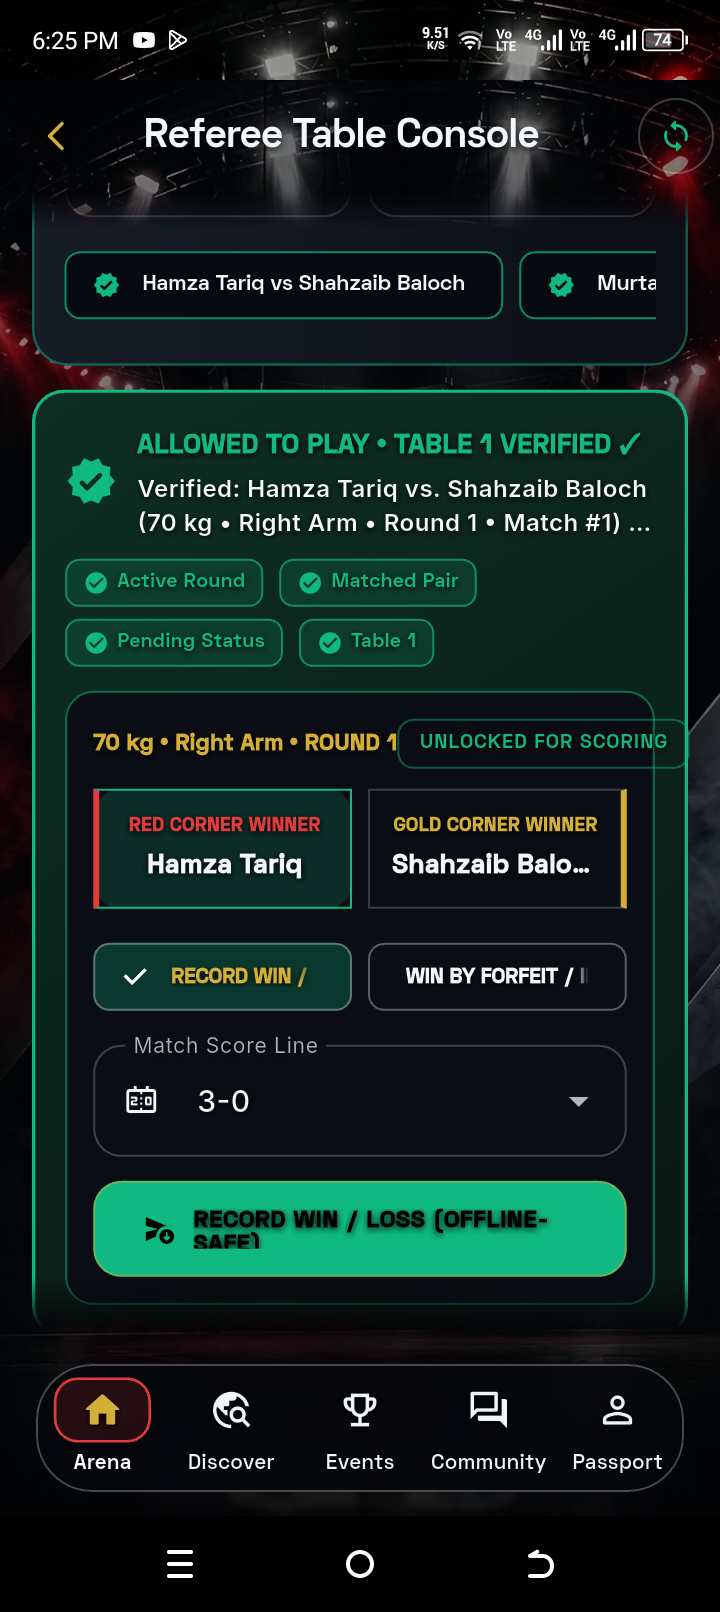 6:25 PM
9.51
K/S
Vo
LTE
4G
Vo
LTE
4G
74
Referee Table Console
Hamza Tariq vs Shahzaib Baloch
Murta
ALLOWED TO PLAY • TABLE 1 VERIFIED ✓
Verified: Hamza Tariq vs. Shahzaib Baloch
(70 kg • Right Arm • Round 1 • Match #1) ...
Active Round
Matched Pair
Pending Status
Table 1
70 kg • Right Arm • ROUND 1
UNLOCKED FOR SCORING
RED CORNER WINNER
Hamza Tariq
GOLD CORNER WINNER
Shahzaib Balo...
RECORD WIN /
WIN BY FORFEIT /
Match Score Line
2:0
3-0
RECORD WIN / LOSS (OFFLINE-
SAFE)
Arena
Discover
Events
Community
Passport